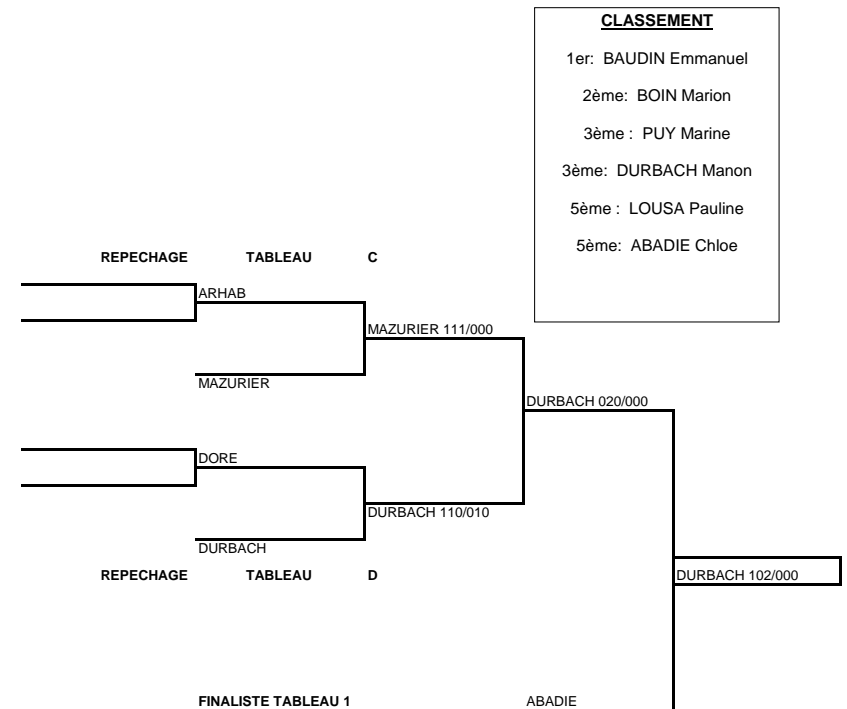 CLASSEMENT
1er: BAUDIN Emmanuel
2ème: BOIN Marion
3ème : PUY Marine
3ème: DURBACH Manon
5ème : LOUSA Pauline
5ème: ABADIE Chloe
REPECHAGE TABLEAU C
ARHAB
MAZURIER 111/000
MAZURIER
DURBACH 020/000
DORE
DURBACH 110/010
DURBACH
REPECHAGE TABLEAU D
DURBACH 102/000
FINALISTE TABLEAU 1 ABADIE